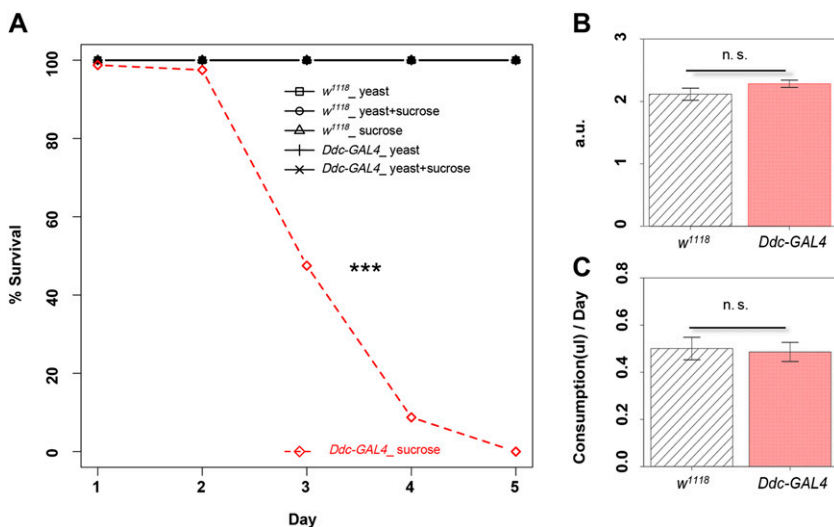 A
% Survival
100
80
60
40
20
0
w1118_ yeast
w1118_ yeast+sucrose
w1118_ sucrose
Ddc-GAL4_ yeast
Ddc-GAL4_ yeast+sucrose
***
Ddc-GAL4_ sucrose
1 2 3 4 5
Day
B
a.u.
3
2
1
0
n. s.
w1118 Ddc-GAL4
C
Consumption(ul) / Day
0.8
0.6
0.4
0.2
0.0
n. s.
w1118 Ddc-GAL4